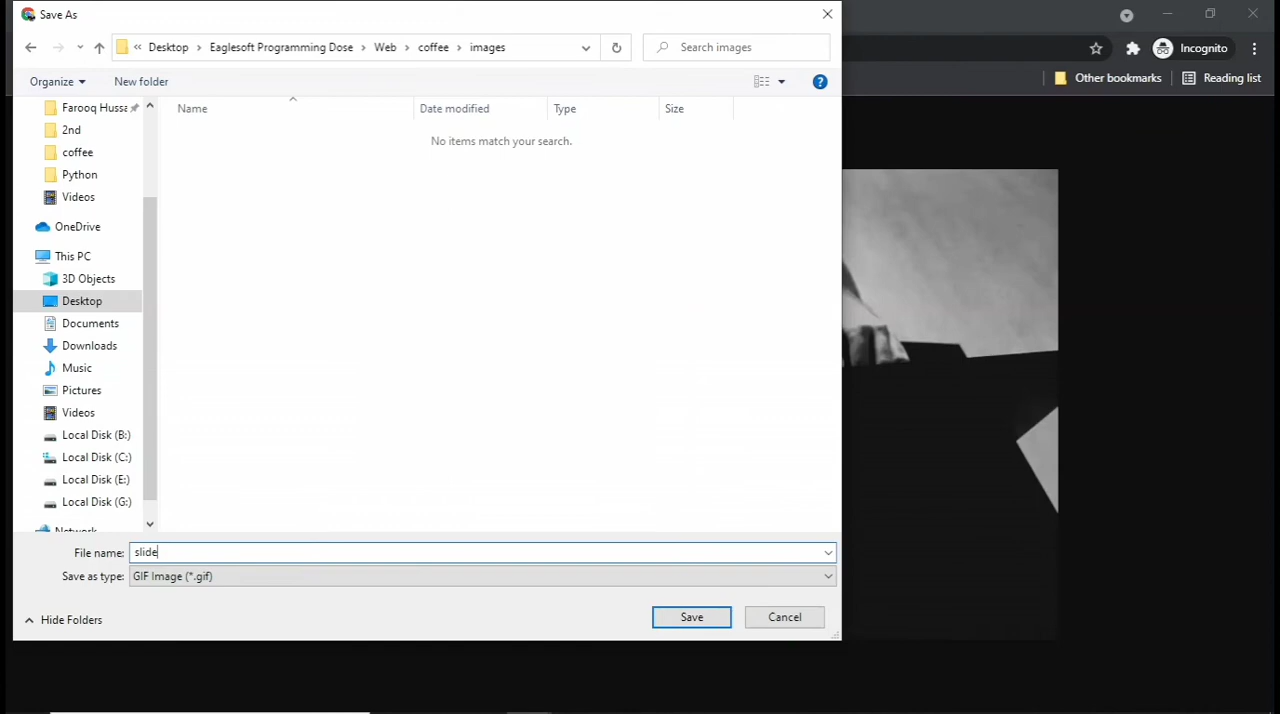 Save As
« Desktop > Eaglesoft Programming Dose > Web > coffee > images
Search images
Incognito
Organize
New folder
Other bookmarks
Reading list
Name
Date modified
Type
Size
No items match your search.
Farooq Hussa
2nd
coffee
Python
Videos
OneDrive
This PC
3D Objects
Desktop
Documents
Downloads
Music
Pictures
Videos
Local Disk (B:)
Local Disk (C:)
Local Disk (E:)
Local Disk (G:)
Network
File name:
slide
Save as type:
GIF Image (*.gif)
Hide Folders
Save
Cancel